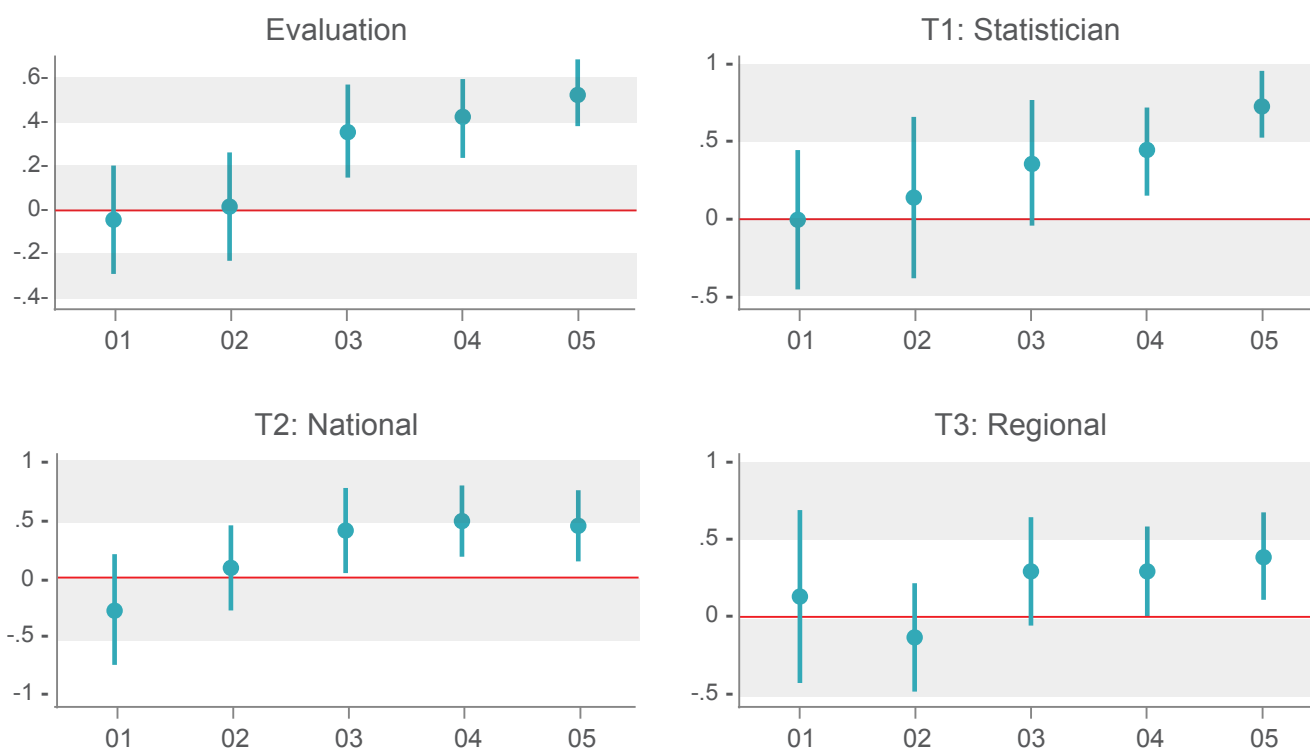 Evaluation
.6-
.4-
.2-
0-
-.2-
-.4-
01 02 03 04 05
T1: Statistician
1 -
.5 -
0 -
-.5 -
01 02 03 04 05
T2: National
1 -
.5 -
0 -
-.5 -
-1 -
01 02 03 04 05
T3: Regional
1 -
.5 -
0 -
-.5 -
01 02 03 04 05